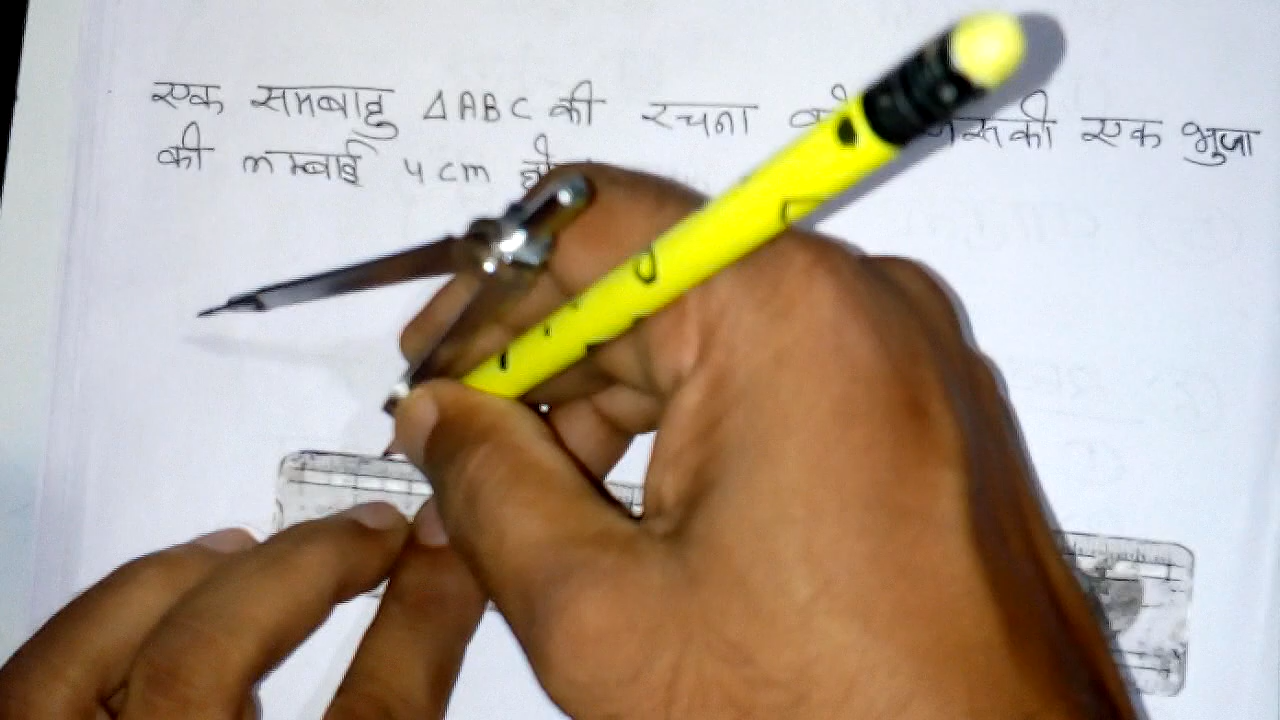 एक समबाहु ΔABC की रचना एक भुजा
की लम्बाई 4 cm